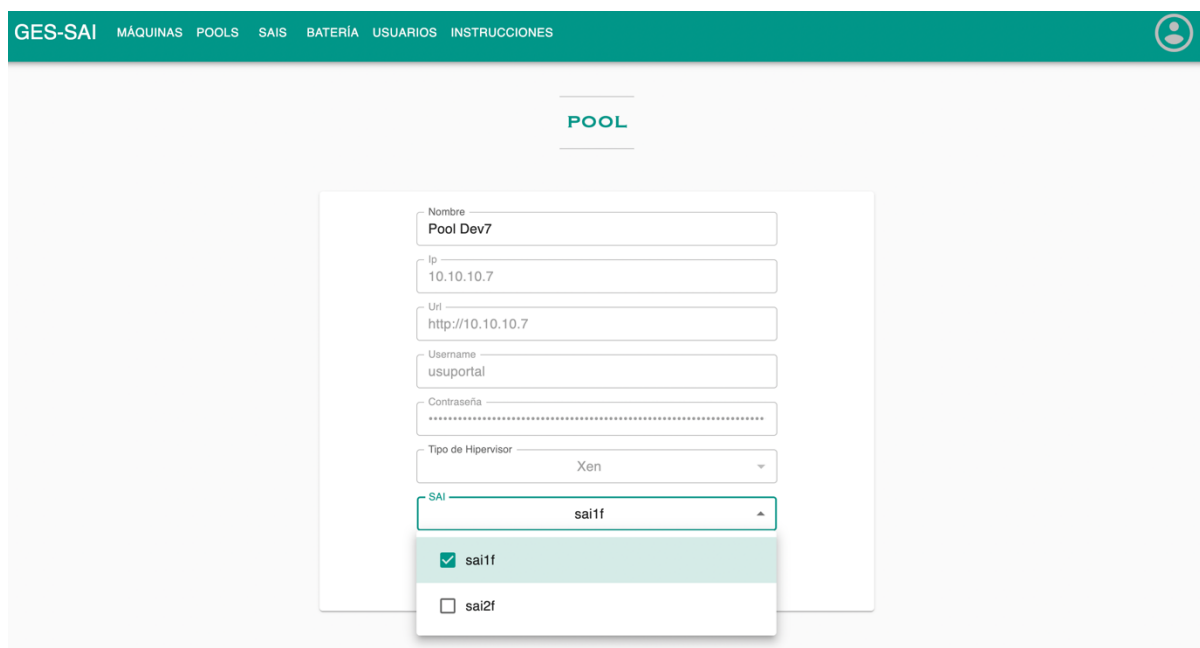 GES-SAI MÁQUINAS POOLS SAIS BATERÍA USUARIOS INSTRUCCIONES
POOL
Nombre
Pool Dev7
Ip
10.10.10.7
Url
http://10.10.10.7
Username
usuportal
Contraseña
Tipo de Hipervisor
Xen
SAI
sai1f
sai1f
sai2f